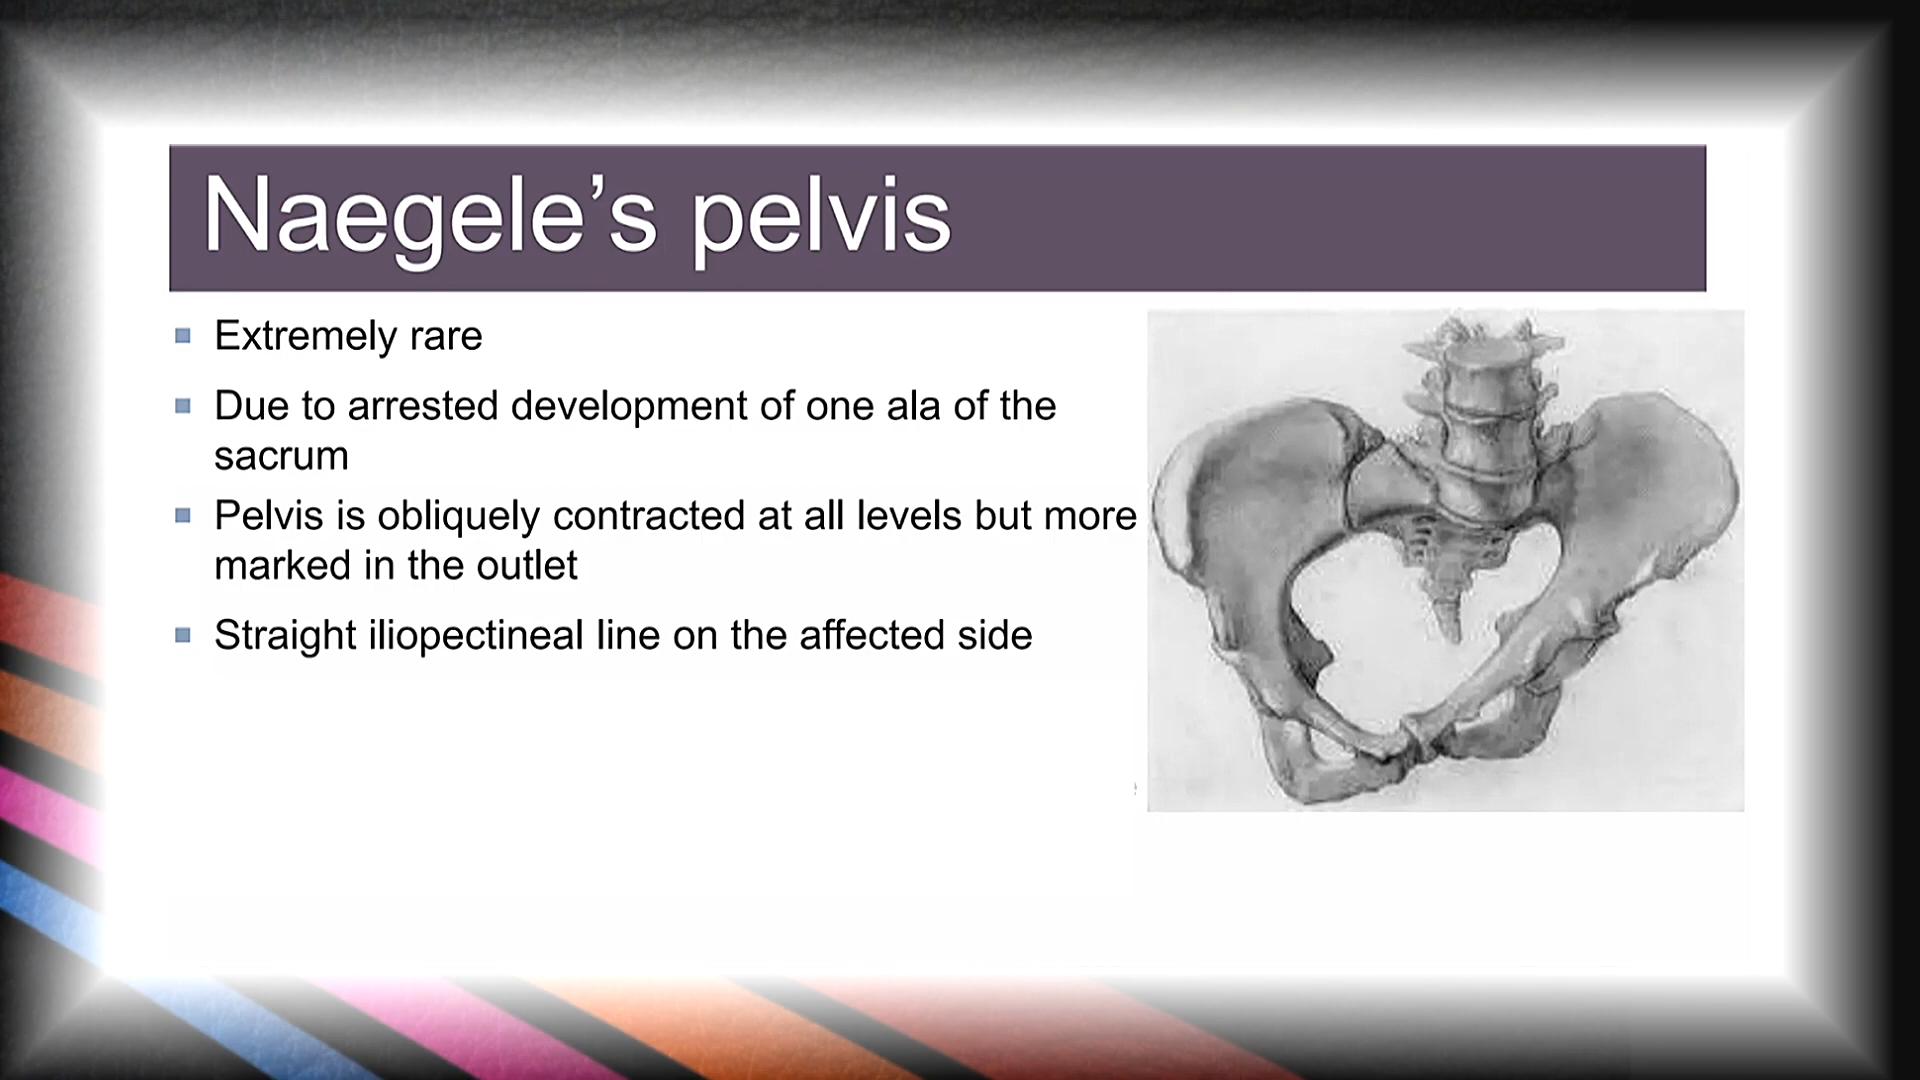 Naegele’s pelvis
Extremely rare
Due to arrested development of one ala of the
sacrum
Pelvis is obliquely contracted at all levels but more
marked in the outlet
Straight iliopectineal line on the affected side